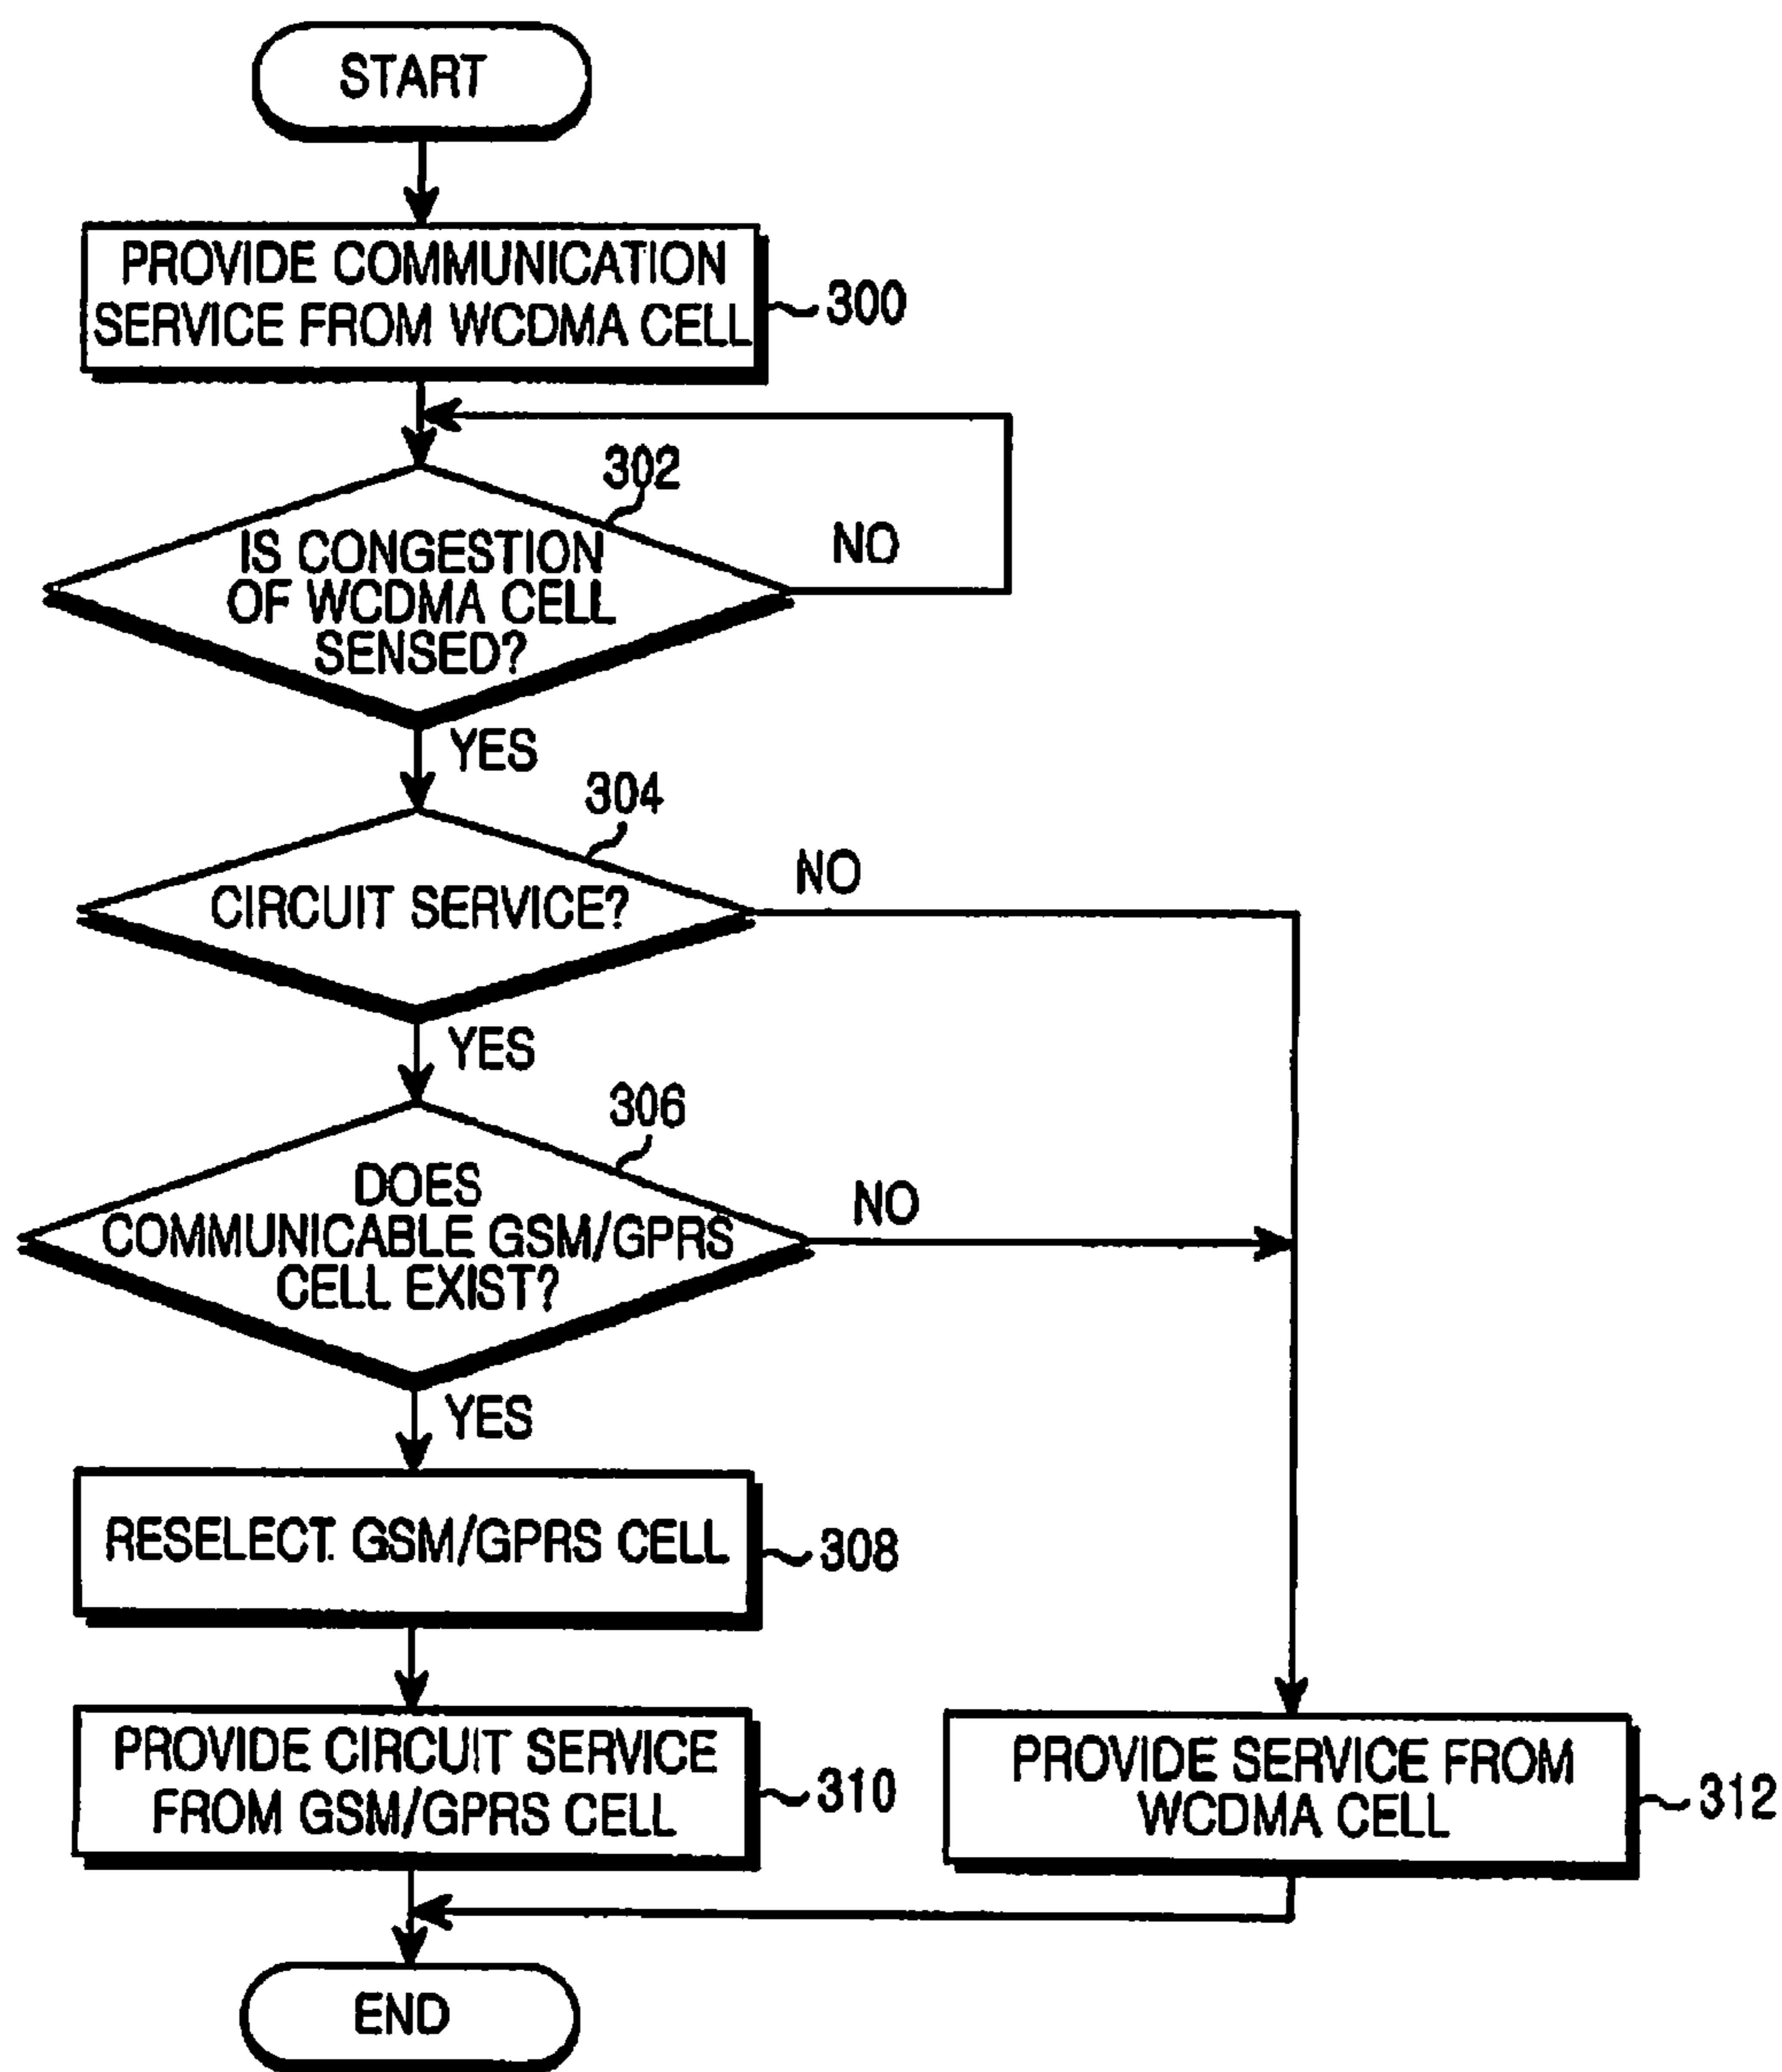 START
PROVIDE COMMUNICATION
SERVICE FROM WCDMA CELL
300
302
IS CONGESTION
OF WCDMA CELL
SENSED?
NO
YES
304
CIRCUIT SERVICE?
NO
YES
306
DOES
COMMUNICABLE GSM/GPRS
CELL EXIST?
NO
YES
RESELECT GSM/GPRS CELL
308
PROVIDE CIRCUIT SERVICE
FROM GSM/GPRS CELL
310
PROVIDE SERVICE FROM
WCDMA CELL
312
END